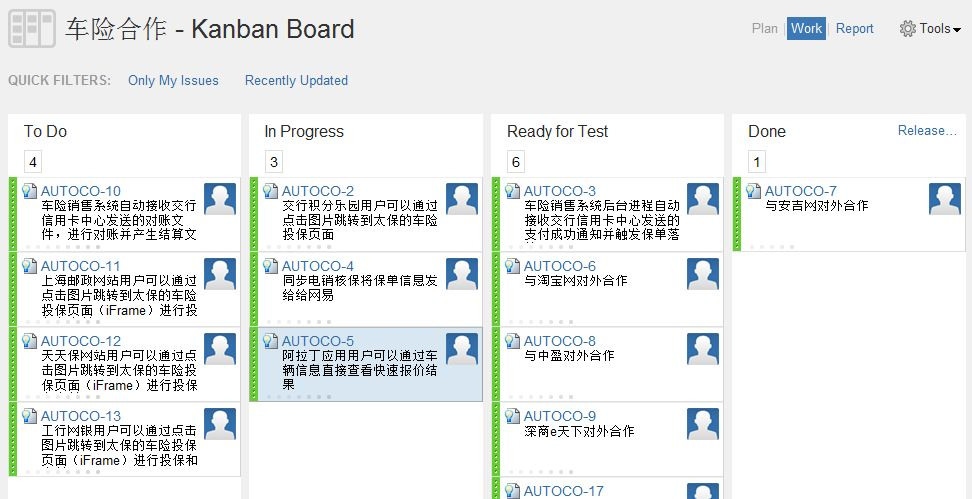 车险合作 - Kanban Board
Plan Work Report Tools
QUICK FILTERS: Only My Issues Recently Updated
To Do
4
AUTOCO-10
车险销售系统自动接收交行
信用卡中心发送的对账文
件，进行对账并产生结算文
AUTOCO-11
上海邮政网站用户可以通过
点击图片跳转到太保的车险
投保页面（iFrame）进行投
AUTOCO-12
天天保网站用户可以通过点
击图片跳转到太保的车险投
保页面（iFrame）进行投保
AUTOCO-13
工行网银用户可以通过点击
图片跳转到太保的车险投保
页面（iFrame）进行投保和
In Progress
3
AUTOCO-2
交行积分乐园用户可以通过
点击图片跳转到太保的车险
投保页面
AUTOCO-4
同步电销核保将保单信息发
给给网易
AUTOCO-5
阿拉丁应用用户可以通过车
辆信息直接查看快速报价结
果
Ready for Test
6
AUTOCO-3
车险销售系统后台进程自动
接收交行信用卡中心发送的
支付成功通知并触发保单落
AUTOCO-6
与淘宝网对外合作
AUTOCO-8
与中盈对外合作
AUTOCO-9
深商e天下对外合作
AUTOCO-17
Done
Release...
1
AUTOCO-7
与安吉网对外合作